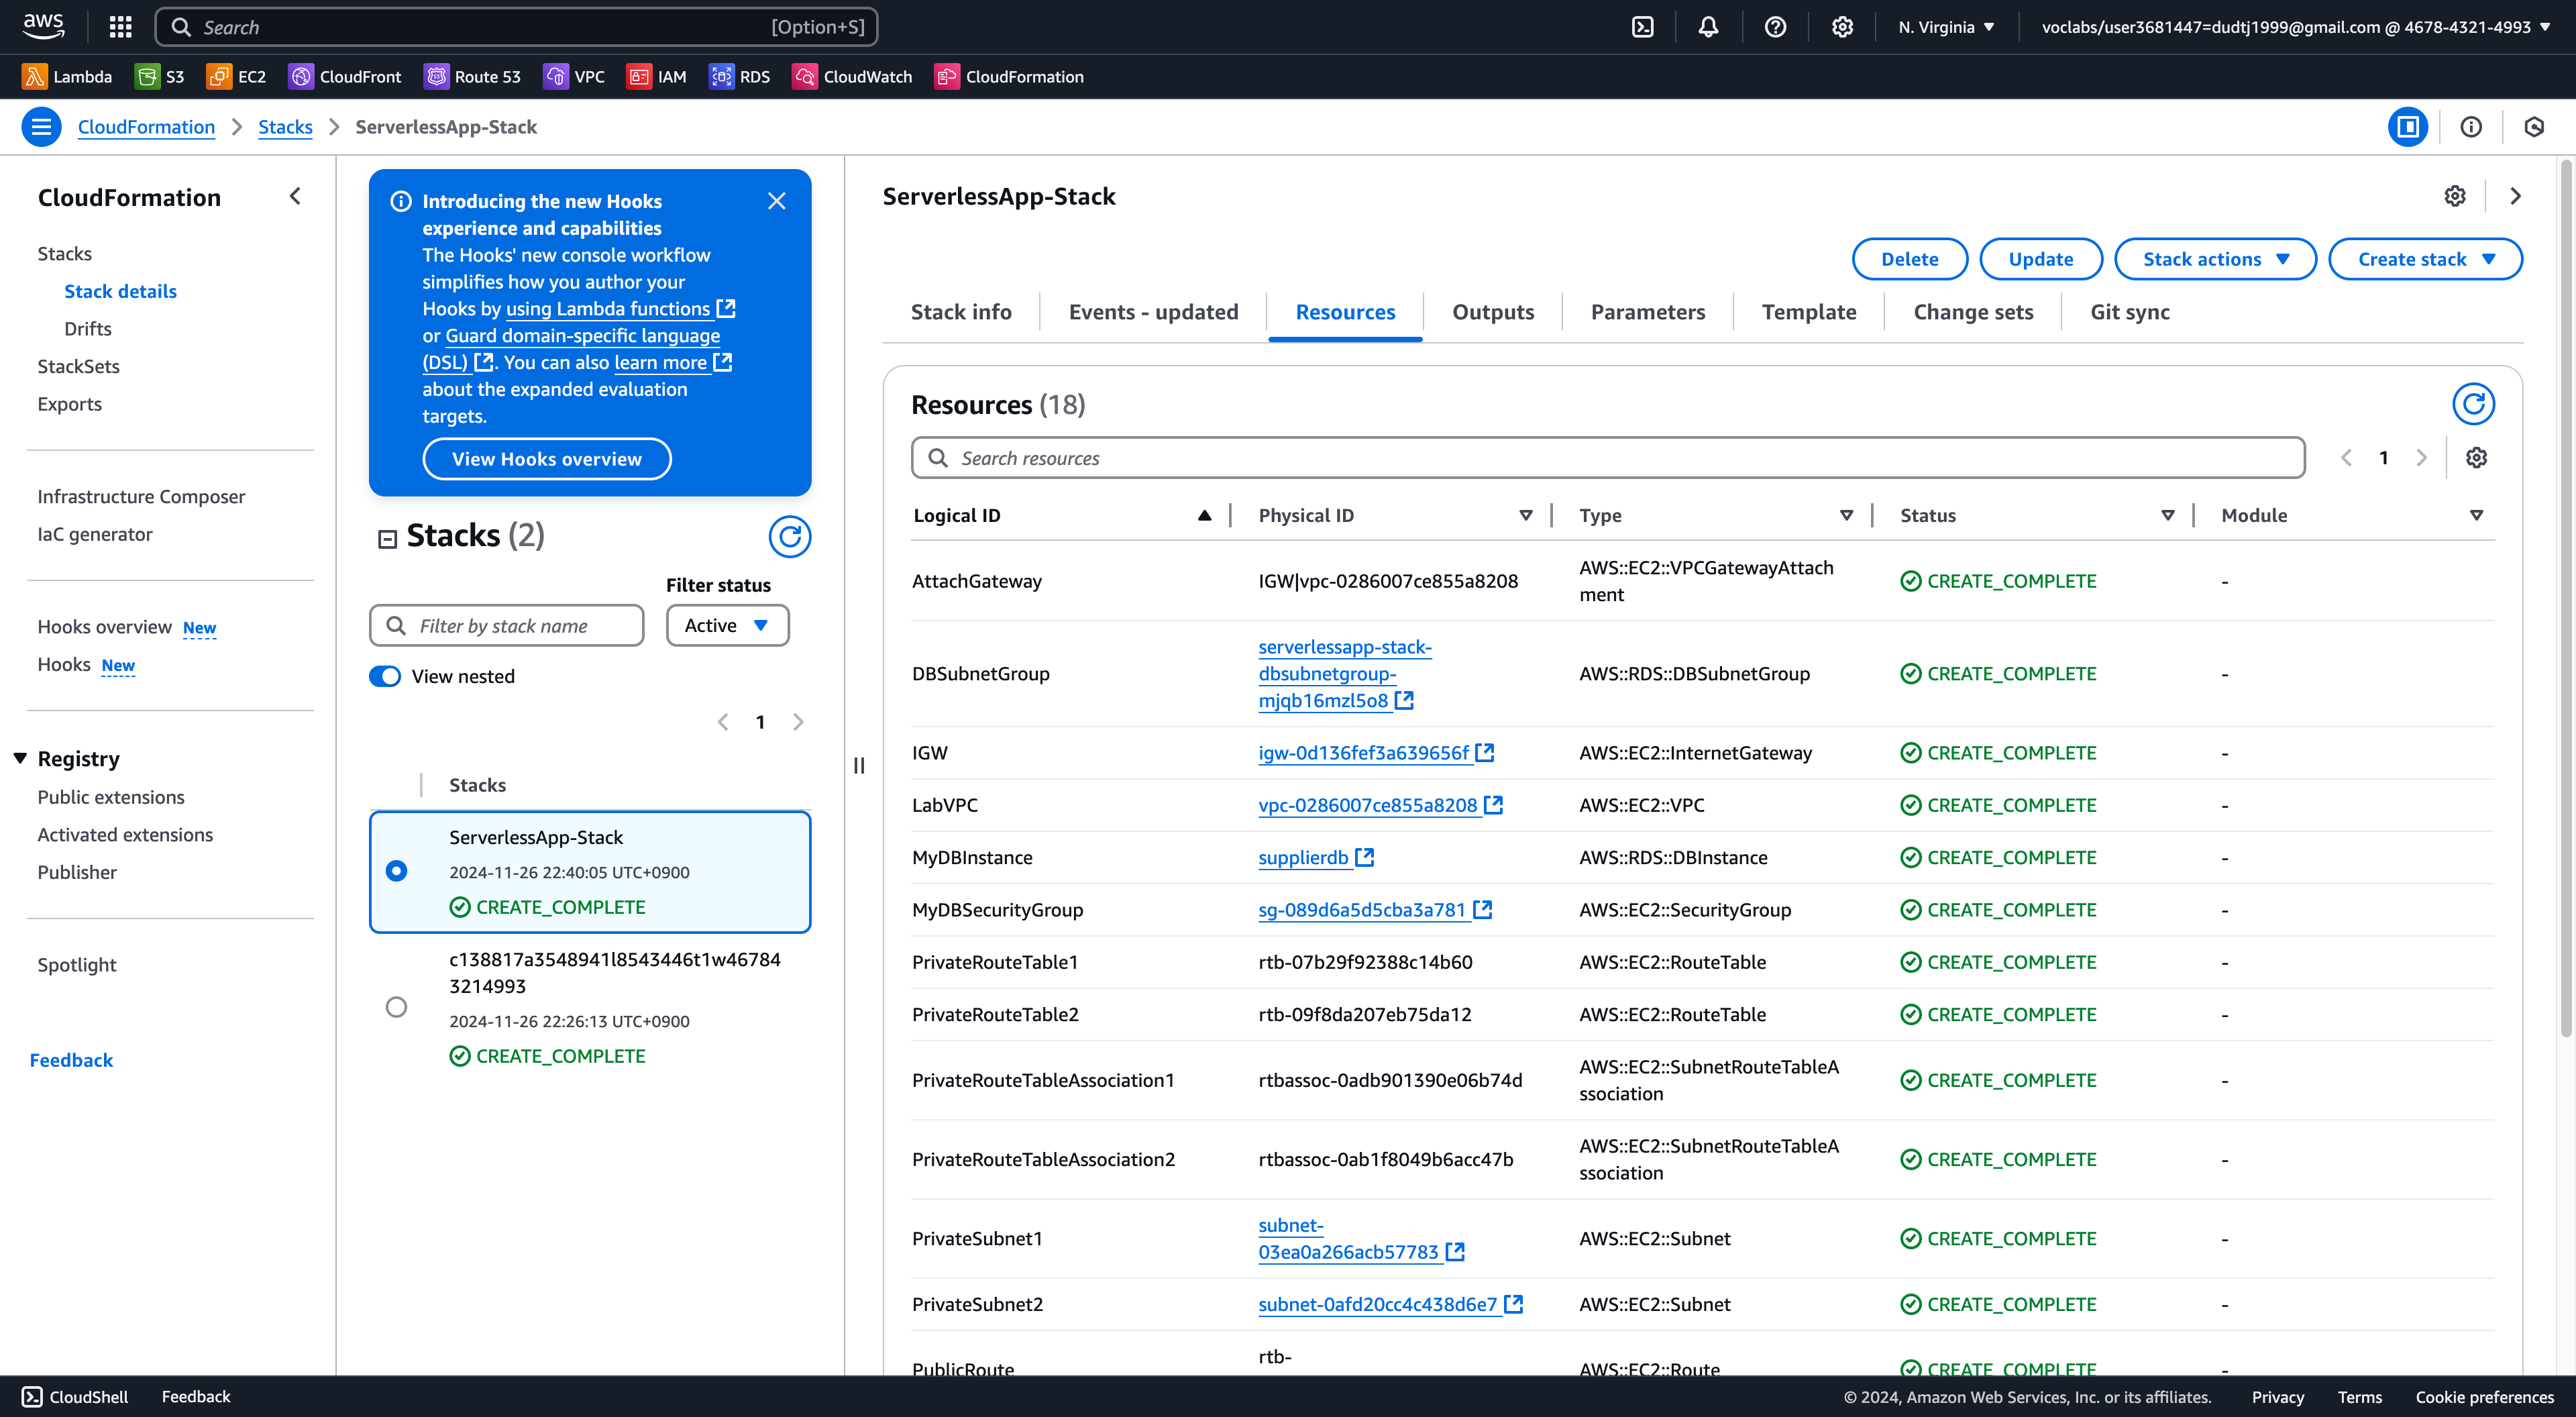 aws
Search
[Option+S]
N. Virginia
voclabs/user3681447=dudtj1999@gmail.com @ 4678-4321-4993
Lambda
S3
EC2
CloudFront
Route 53
VPC
IAM
RDS
CloudWatch
CloudFormation
CloudFormation
Stacks
ServerlessApp-Stack
CloudFormation
Stacks
Stack details
Drifts
StackSets
Exports
Infrastructure Composer
IaC generator
Hooks overview New
Hooks New
Registry
Public extensions
Activated extensions
Publisher
Spotlight
Feedback
Introducing the new Hooks
experience and capabilities
The Hooks' new console workflow
simplifies how you author your
Hooks by using Lambda functions
or Guard domain-specific language
(DSL). You can also learn more
about the expanded evaluation
targets.
View Hooks overview
Stacks (2)
Filter status
Filter by stack name
Active
View nested
1
Stacks
ServerlessApp-Stack
2024-11-26 22:40:05 UTC+0900
CREATE_COMPLETE
c138817a3548941l8543446t1w46784
3214993
2024-11-26 22:26:13 UTC+0900
CREATE_COMPLETE
ServerlessApp-Stack
Delete
Update
Stack actions
Create stack
Stack info
Events - updated
Resources
Outputs
Parameters
Template
Change sets
Git sync
Resources (18)
Search resources
1
Logical ID
Physical ID
Type
Status
Module
AttachGateway
IGW|vpc-0286007ce855a8208
AWS::EC2::VPCGatewayAttach
ment
CREATE_COMPLETE
-
DBSubnetGroup
serverlessapp-stack-
dbsubnetgroup-
mjqb16mzl5o8
AWS::RDS::DBSubnetGroup
CREATE_COMPLETE
-
IGW
igw-0d136fef3a639656f
AWS::EC2::InternetGateway
CREATE_COMPLETE
-
LabVPC
vpc-0286007ce855a8208
AWS::EC2::VPC
CREATE_COMPLETE
-
MyDBInstance
supplierdb
AWS::RDS::DBInstance
CREATE_COMPLETE
-
MyDBSecurityGroup
sg-089d6a5d5cba3a781
AWS::EC2::SecurityGroup
CREATE_COMPLETE
-
PrivateRouteTable1
rtb-07b29f92388c14b60
AWS::EC2::RouteTable
CREATE_COMPLETE
-
PrivateRouteTable2
rtb-09f8da207eb75da12
AWS::EC2::RouteTable
CREATE_COMPLETE
-
PrivateRouteTableAssociation1
rtbassoc-0adb901390e06b74d
AWS::EC2::SubnetRouteTableA
ssociation
CREATE_COMPLETE
-
PrivateRouteTableAssociation2
rtbassoc-0ab1f8049b6acc47b
AWS::EC2::SubnetRouteTableA
ssociation
CREATE_COMPLETE
-
PrivateSubnet1
subnet-
03ea0a266acb57783
AWS::EC2::Subnet
CREATE_COMPLETE
-
PrivateSubnet2
subnet-0afd20cc4c438d6e7
AWS::EC2::Subnet
CREATE_COMPLETE
-
PublicRoute
rtb-
AWS::EC2::Route
CREATE_COMPLETE
-
CloudShell
Feedback
© 2024, Amazon Web Services, Inc. or its affiliates.
Privacy
Terms
Cookie preferences